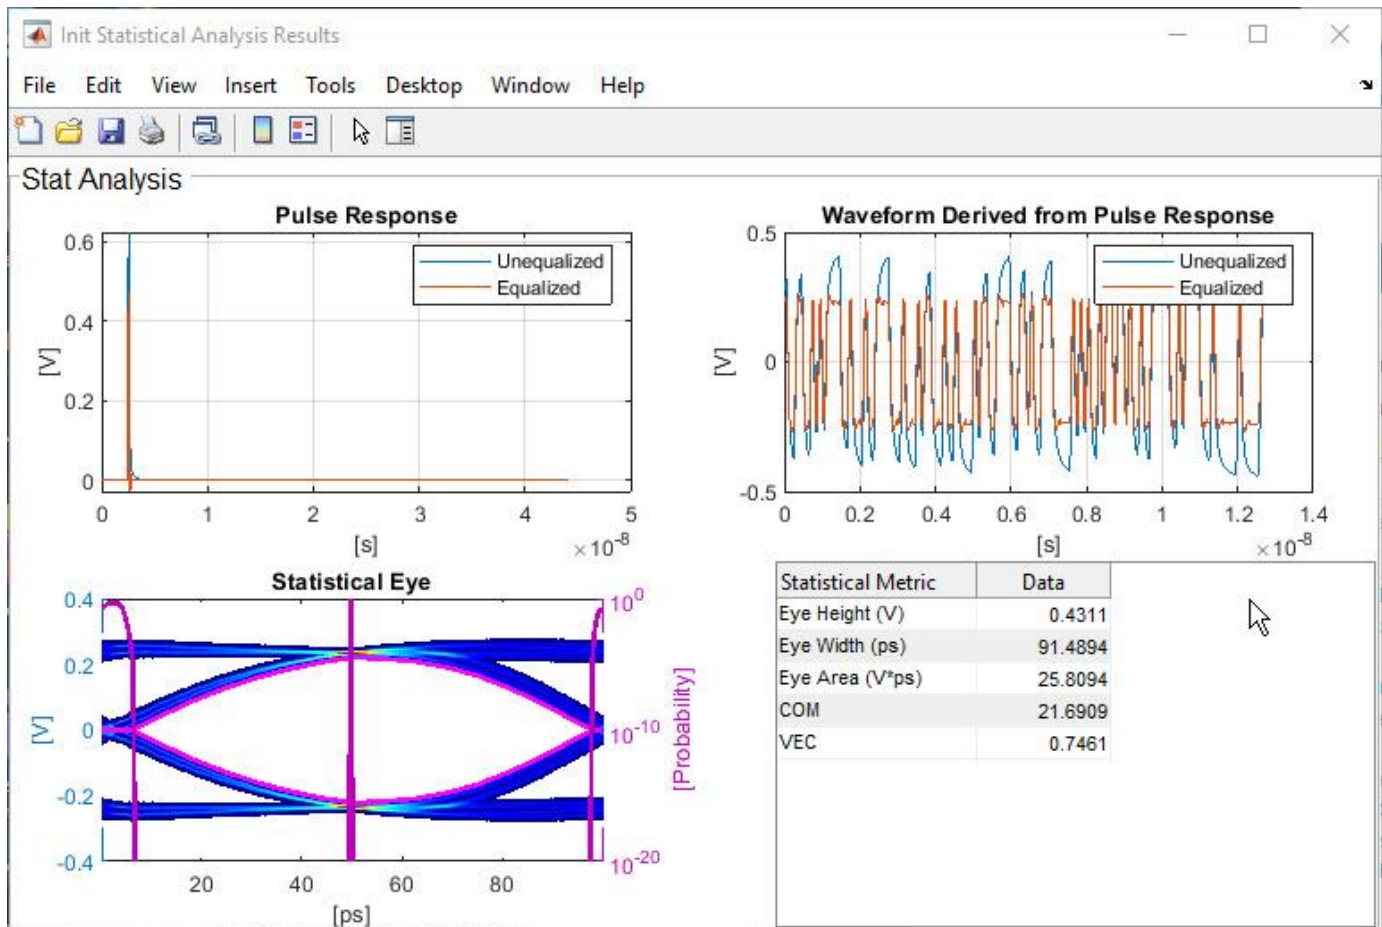 Init Statistical Analysis Results
File Edit View Insert Tools Desktop Window Help
Stat Analysis
Pulse Response
0.6
0.4
0.2
0
[V]
Unequalized
Equalized
0 1 2 3 4 5
[s]
×10-8
Waveform Derived from Pulse Response
0.5
0
-0.5
[V]
Unequalized
Equalized
0 0.2 0.4 0.6 0.8 1 1.2 1.4
[s]
×10-8
Statistical Eye
0.4
0.2
0
-0.2
-0.4
[V]
100
10-10
10-20
[Probability]
20 40 60 80
[ps]
Statistical Metric Data
Eye Height (V) 0.4311
Eye Width (ps) 91.4894
Eye Area (V*ps) 25.8094
COM 21.6909
VEC 0.7461